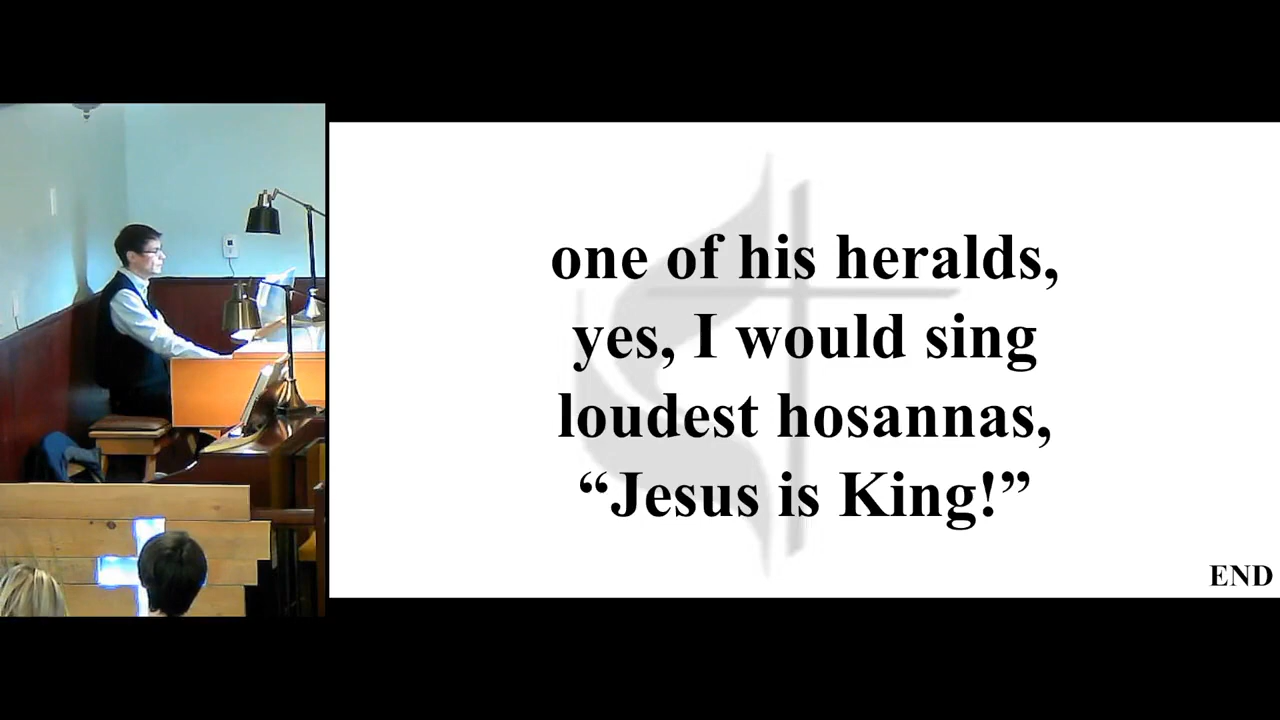 one of his heralds,
yes, I would sing
loudest hosannas,
“Jesus is King!”
END